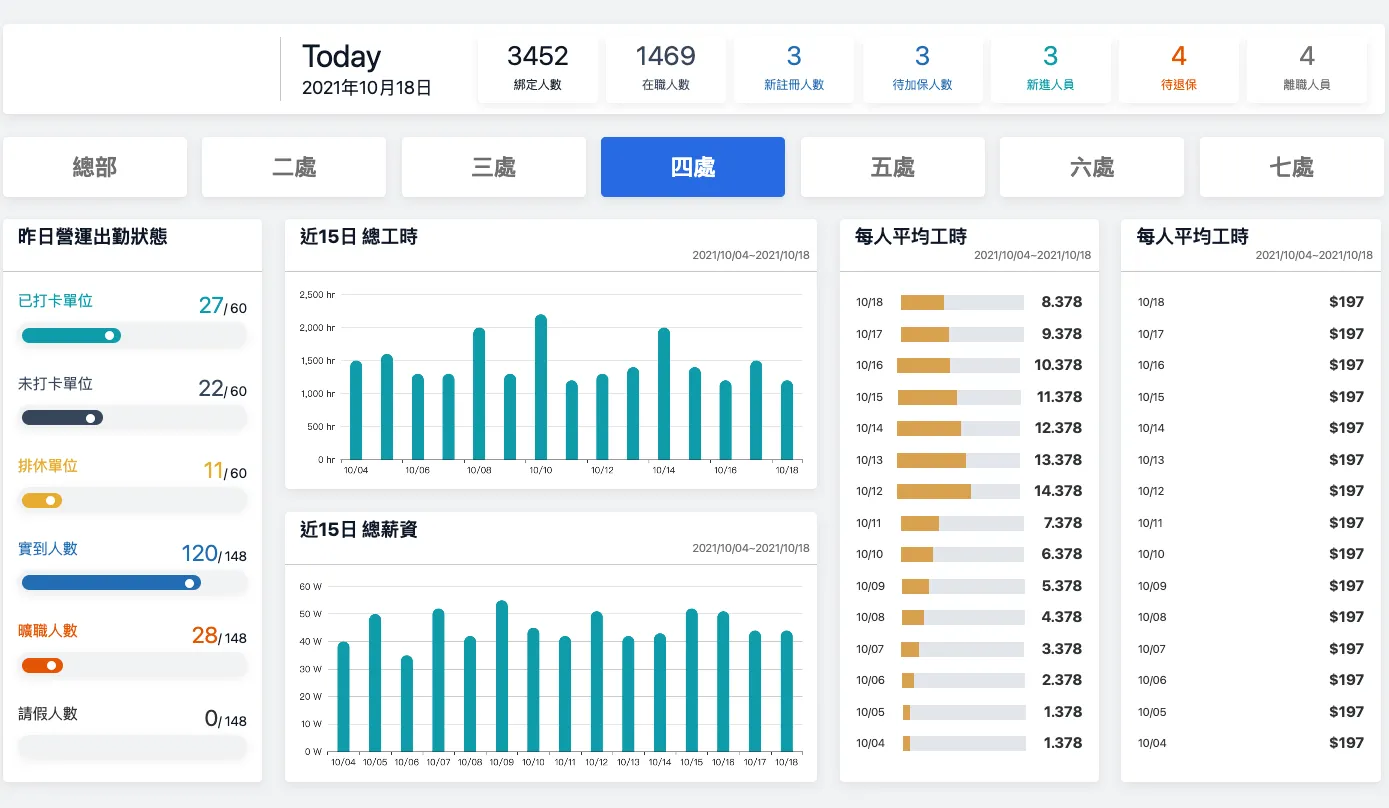 Today
2021年10月18日
3452
綁定人數
1469
在職人數
3
新註冊人數
3
待加保人數
3
新進人員
4
待退保
4
離職人員
總部
二處
三處
四處
五處
六處
七處
昨日營運出勤狀態
已打卡單位
27/ 60
未打卡單位
22/ 60
排休單位
11/ 60
實到人數
120/ 148
曠職人數
28/ 148
請假人數
0/ 148
近15日 總工時
2021/10/04~2021/10/18
2,500 hr
2,000 hr
1,500 hr
1,000 hr
500 hr
0 hr
10/04 10/06 10/08 10/10 10/12 10/14 10/16 10/18
近15日 總薪資
2021/10/04~2021/10/18
60 W
50 W
40 W
30 W
20 W
10 W
0 W
10/04 10/05 10/06 10/07 10/08 10/09 10/10 10/11 10/12 10/13 10/14 10/15 10/16 10/17 10/18
每人平均工時
2021/10/04~2021/10/18
10/18 8.378
10/17 9.378
10/16 10.378
10/15 11.378
10/14 12.378
10/13 13.378
10/12 14.378
10/11 7.378
10/10 6.378
10/09 5.378
10/08 4.378
10/07 3.378
10/06 2.378
10/05 1.378
10/04 1.378
每人平均工時
2021/10/04~2021/10/18
10/18 $197
10/17 $197
10/16 $197
10/15 $197
10/14 $197
10/13 $197
10/12 $197
10/11 $197
10/10 $197
10/09 $197
10/08 $197
10/07 $197
10/06 $197
10/05 $197
10/04 $197